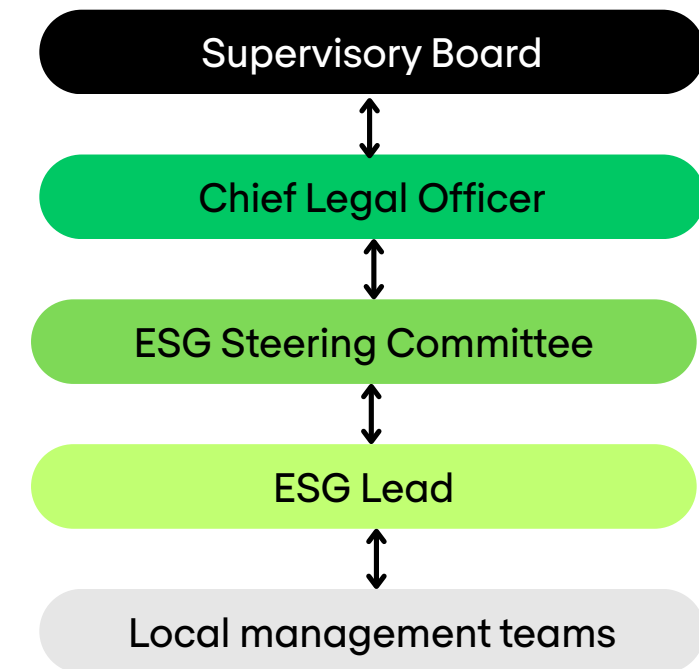 Supervisory Board
Chief Legal Officer
ESG Steering Committee
ESG Lead
Local management teams